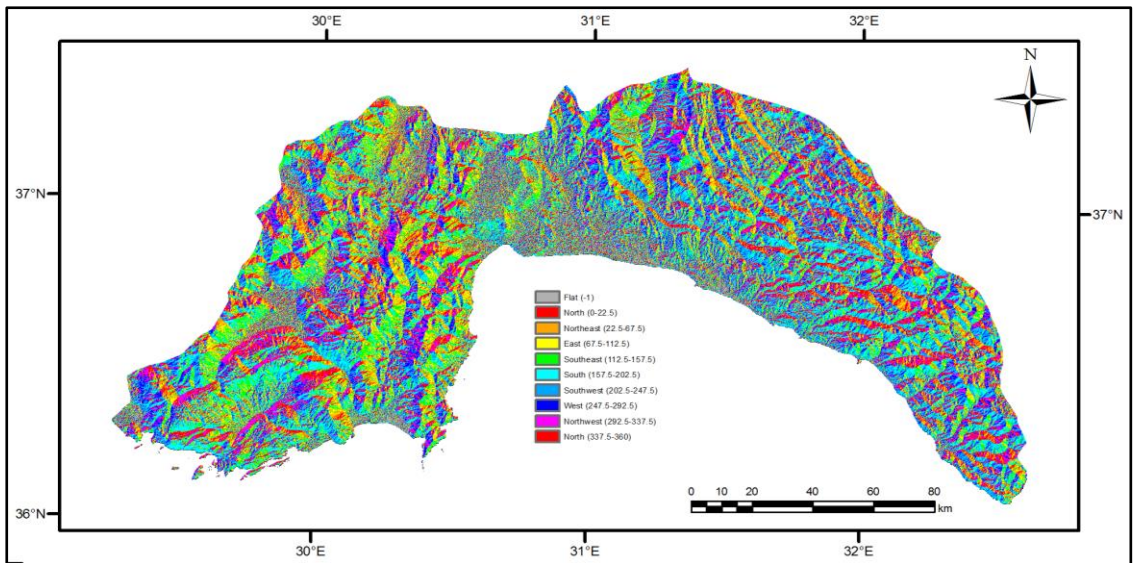 30°E 31°E 32°E
N
37°N
37°N
Flat (-1)
North (0-22.5)
Northeast (22.5-67.5)
East (67.5-112.5)
Southeast (112.5-157.5)
South (157.5-202.5)
Southwest (202.5-247.5)
West (247.5-292.5)
Northwest (292.5-337.5)
North (337.5-360)
0 10 20 40 60 80
km
36°N
36°N
30°E 31°E 32°E